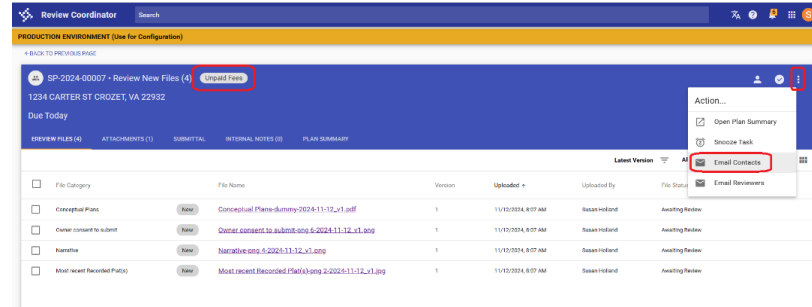 Review Coordinator Search
PRODUCTION ENVIRONMENT (Use for Configuration)
< BACK TO PREVIOUS PAGE
SP-2024-00007 • Review New Files (4) Unpaid Fees
1234 CARTER ST CROZET, VA 22932
Due Today
Action...
Open Plan Summary
Snooze Task
Email Contacts
Email Reviewers
EREVIEW FILES (4) ATTACHMENTS (1) SUBMITTAL INTERNAL NOTES (0) PLAN SUMMARY
Latest Version
File Category File Name Version Uploaded Uploaded By File Status
Conceptual Plans New Conceptual Plans-dummy-2024-11-12_v1.pdf 1 11/12/2024, 8:07 AM Susan Holland Awaiting Review
Owner consent to submit New Owner consent to submit-png 6-2024-11-12_v1.png 1 11/12/2024, 8:07 AM Susan Holland Awaiting Review
Narrative New Narrative-png 4-2024-11-12_v1.png 1 11/12/2024, 8:07 AM Susan Holland Awaiting Review
Most recent Recorded Plat(s) New Most recent Recorded Plat(s)-png 2-2024-11-12_v1.jpg 1 11/12/2024, 8:07 AM Susan Holland Awaiting Review